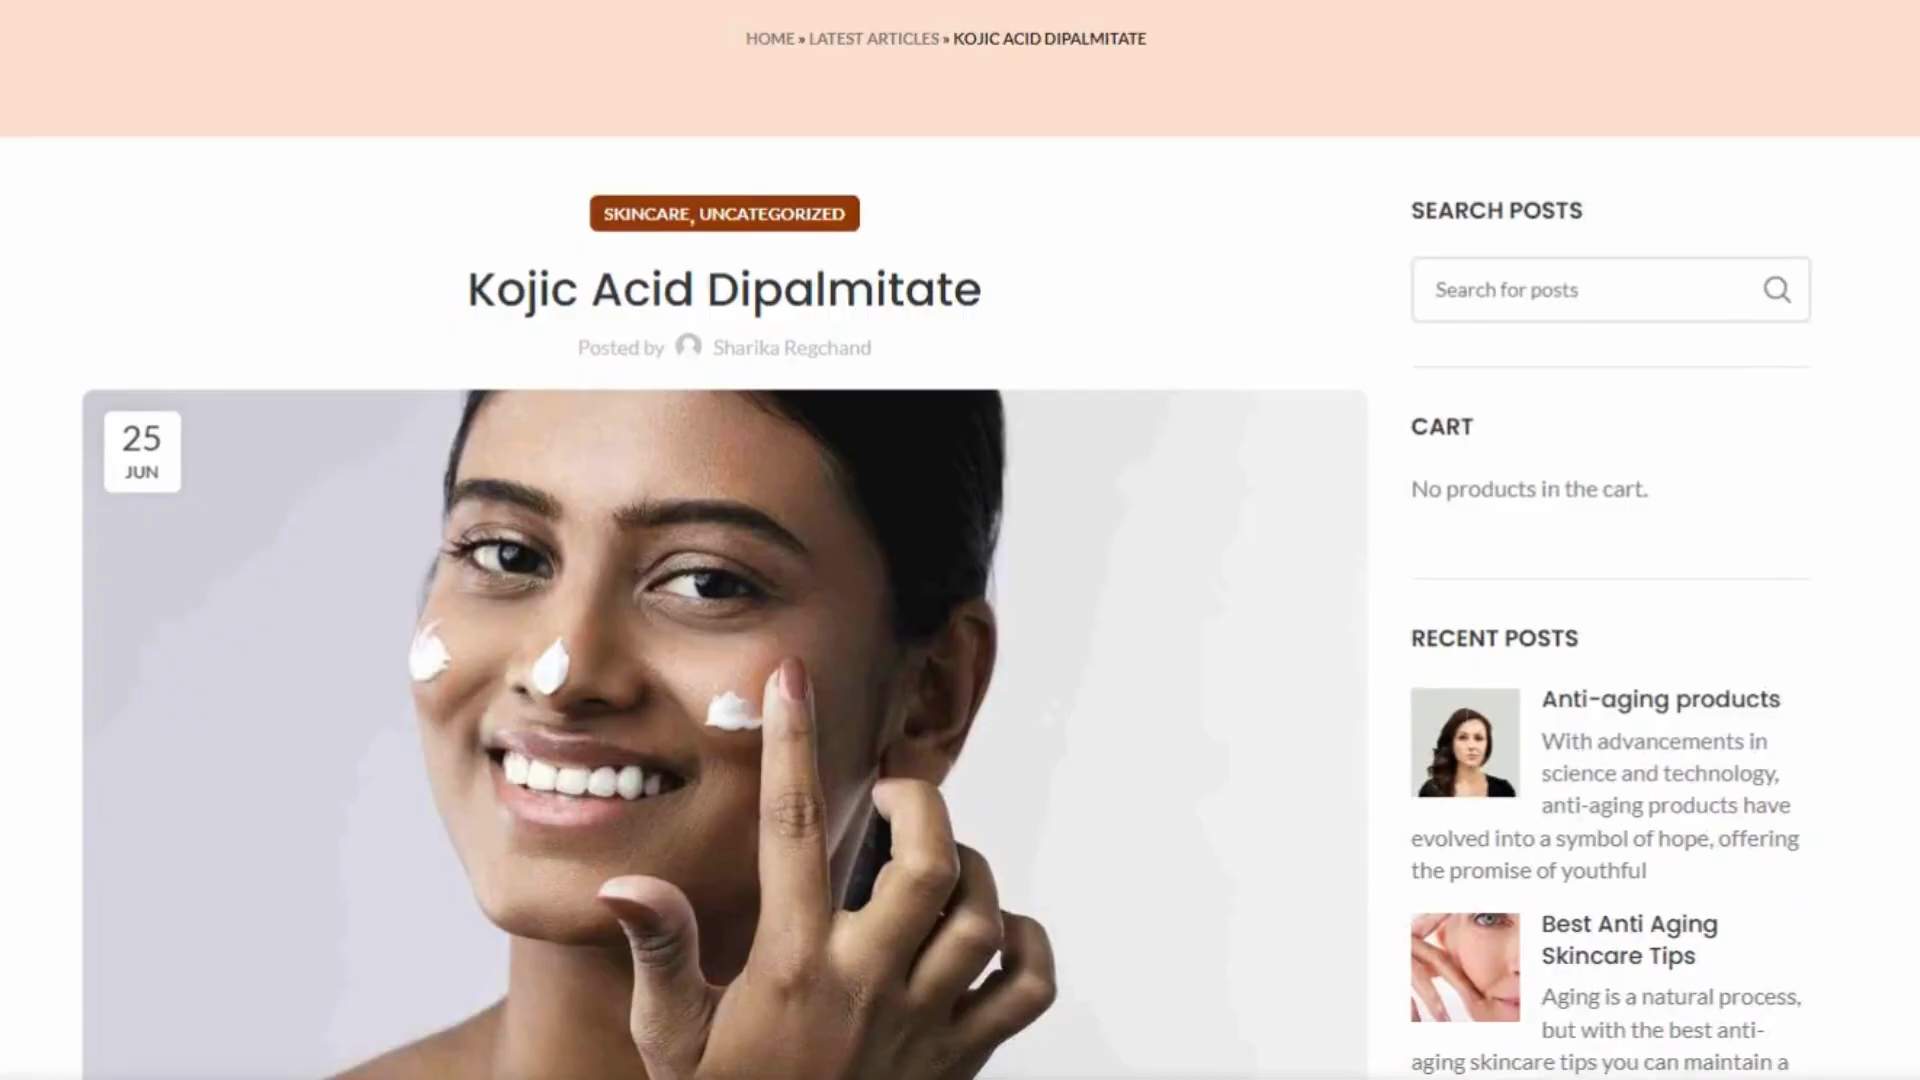 HOME » LATEST ARTICLES » KOJIC ACID DIPALMITATE
SKINCARE, UNCATEGORIZED
Kojic Acid Dipalmitate
Posted by Sharika Regchand
25
JUN
SEARCH POSTS
Search for posts
CART
No products in the cart.
RECENT POSTS
Anti-aging products
With advancements in
science and technology,
anti-aging products have
evolved into a symbol of hope, offering
the promise of youthful
Best Anti Aging
Skincare Tips
Aging is a natural process,
but with the best anti-
aging skincare tips you can maintain a